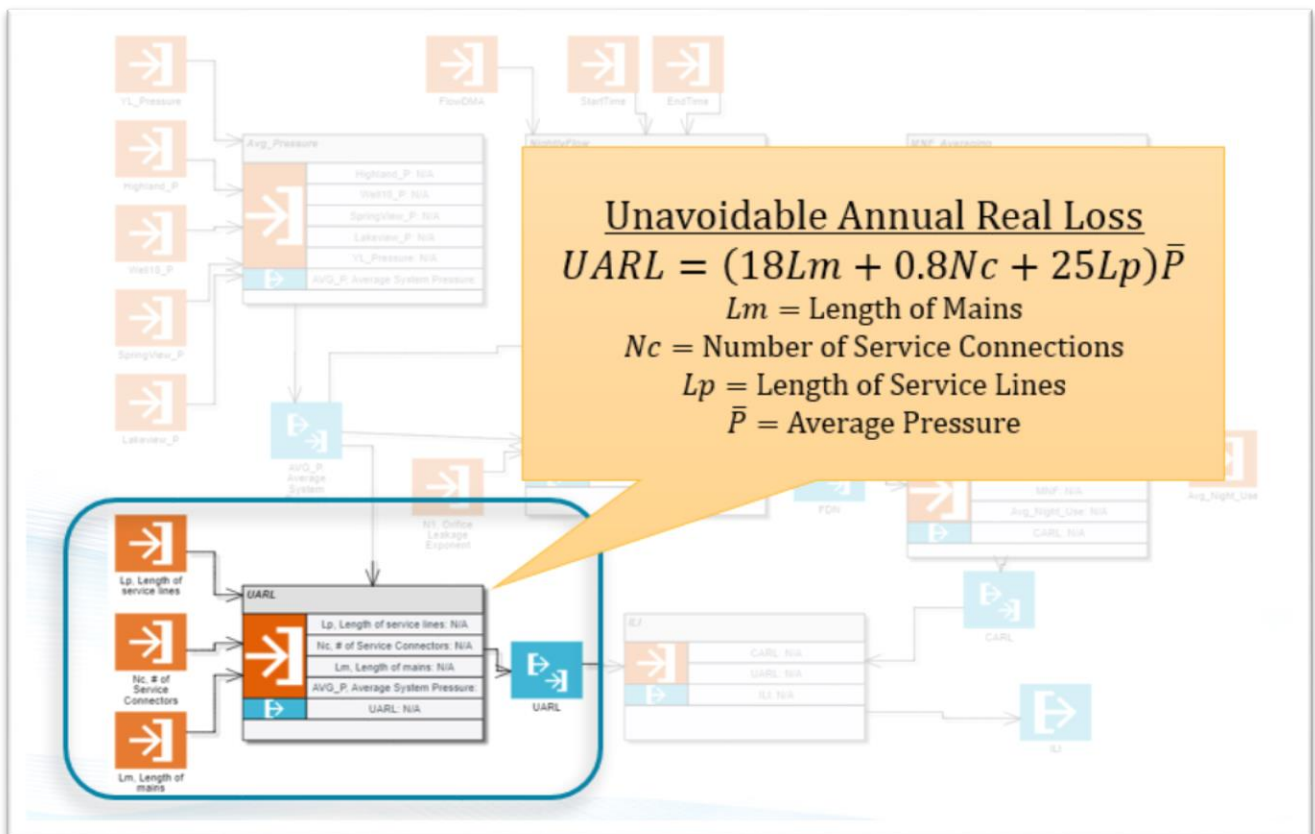 YL_Pressure
FlowDMA
StartTime
EndTime
Avg_Pressure
NightlyFlow
MNF_Averaging
Highland_P: N/A
Well15_P: N/A
SpringView_P: N/A
Lakeview_P: N/A
YL_Pressure: N/A
AVG_P, Average System Pressure:
Highland_P
Well15_P
SpringView_P
Lakeview_P
Unavoidable Annual Real Loss
UARL = (18Lm + 0.8Nc + 25Lp)P̄
Lm = Length of Mains
Nc = Number of Service Connections
Lp = Length of Service Lines
P̄ = Average Pressure
AVG_P,
Average
System
N1, Orifice
Leakage
Exponent
FDN
MNF: N/A
Avg_Night_Use: N/A
CARL: N/A
Avg_Night_Use
Lp, Length of
service lines
Nc, # of
Service
Connectors
Lm, Length of
mains
UARL
Lp, Length of service lines: N/A
Nc, # of Service Connectors: N/A
Lm, Length of mains: N/A
AVG_P, Average System Pressure:
UARL: N/A
UARL
ILI
CARL: N/A
UARL: N/A
ILI: N/A
CARL
ILI